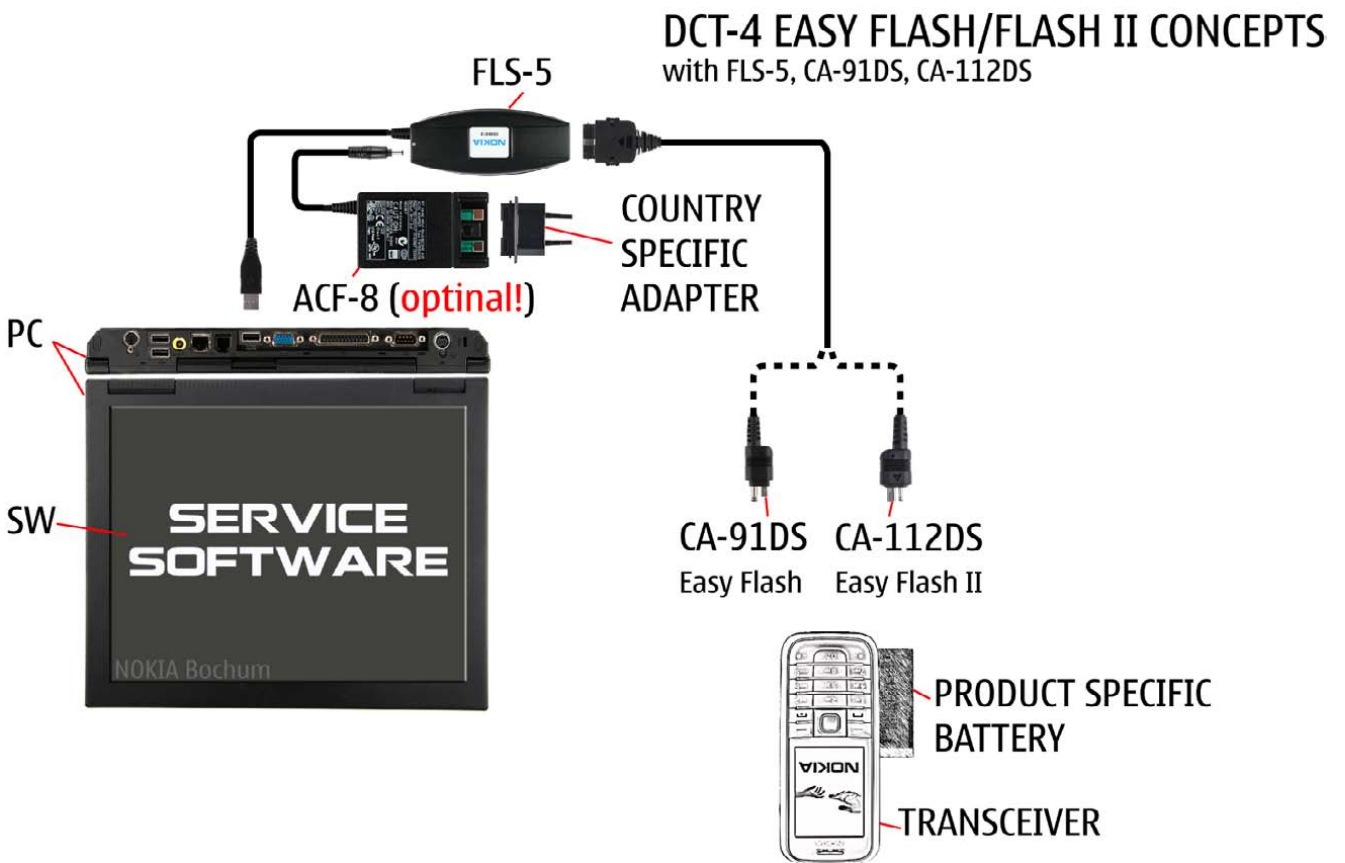 DCT-4 EASY FLASH/FLASH II CONCEPTS
with FLS-5, CA-91DS, CA-112DS
FLS-5
NOKIA
COUNTRY
SPECIFIC
ADAPTER
ACF-8 (optinal!)
PC
SW
SERVICE
SOFTWARE
NOKIA Bochum
CA-91DS
Easy Flash
CA-112DS
Easy Flash II
PRODUCT SPECIFIC
BATTERY
NOKIA
TRANSCEIVER